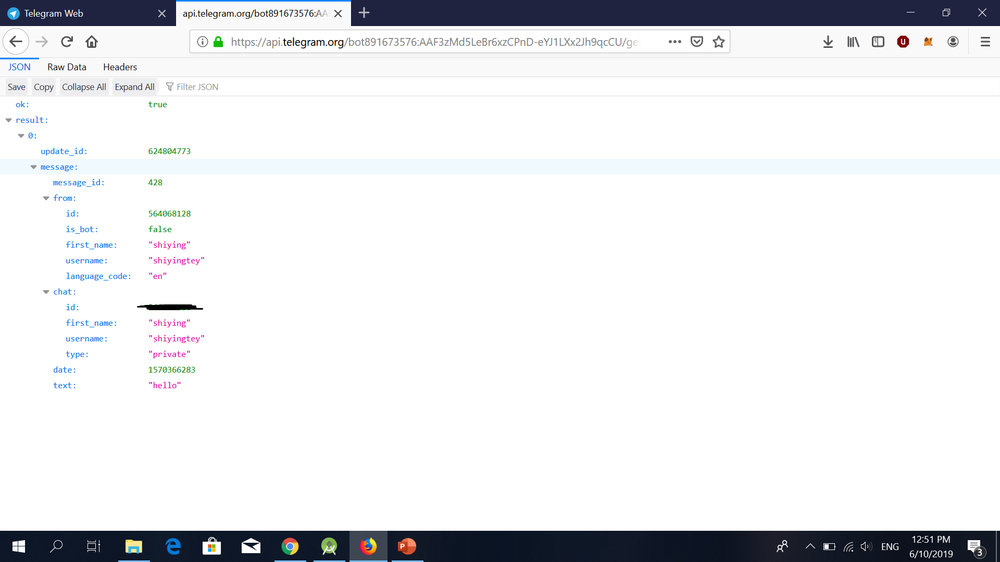 Telegram Web
api.telegram.org/bot891673576:AA
https://api.telegram.org/bot891673576:AAF3zMd5LeBr6xzCPnD-eYJ1LXx2Jh9qcCU/ge
JSON Raw Data Headers
Save Copy Collapse All Expand All Filter JSON
ok: true
result:
0:
update_id: 624804773
message:
message_id: 428
from:
id: 564068128
is_bot: false
first_name: "shiying"
username: "shiyingtey"
language_code: "en"
chat:
id:
first_name: "shiying"
username: "shiyingtey"
type: "private"
date: 1570366283
text: "hello"
ENG
12:51 PM
6/10/2019
3